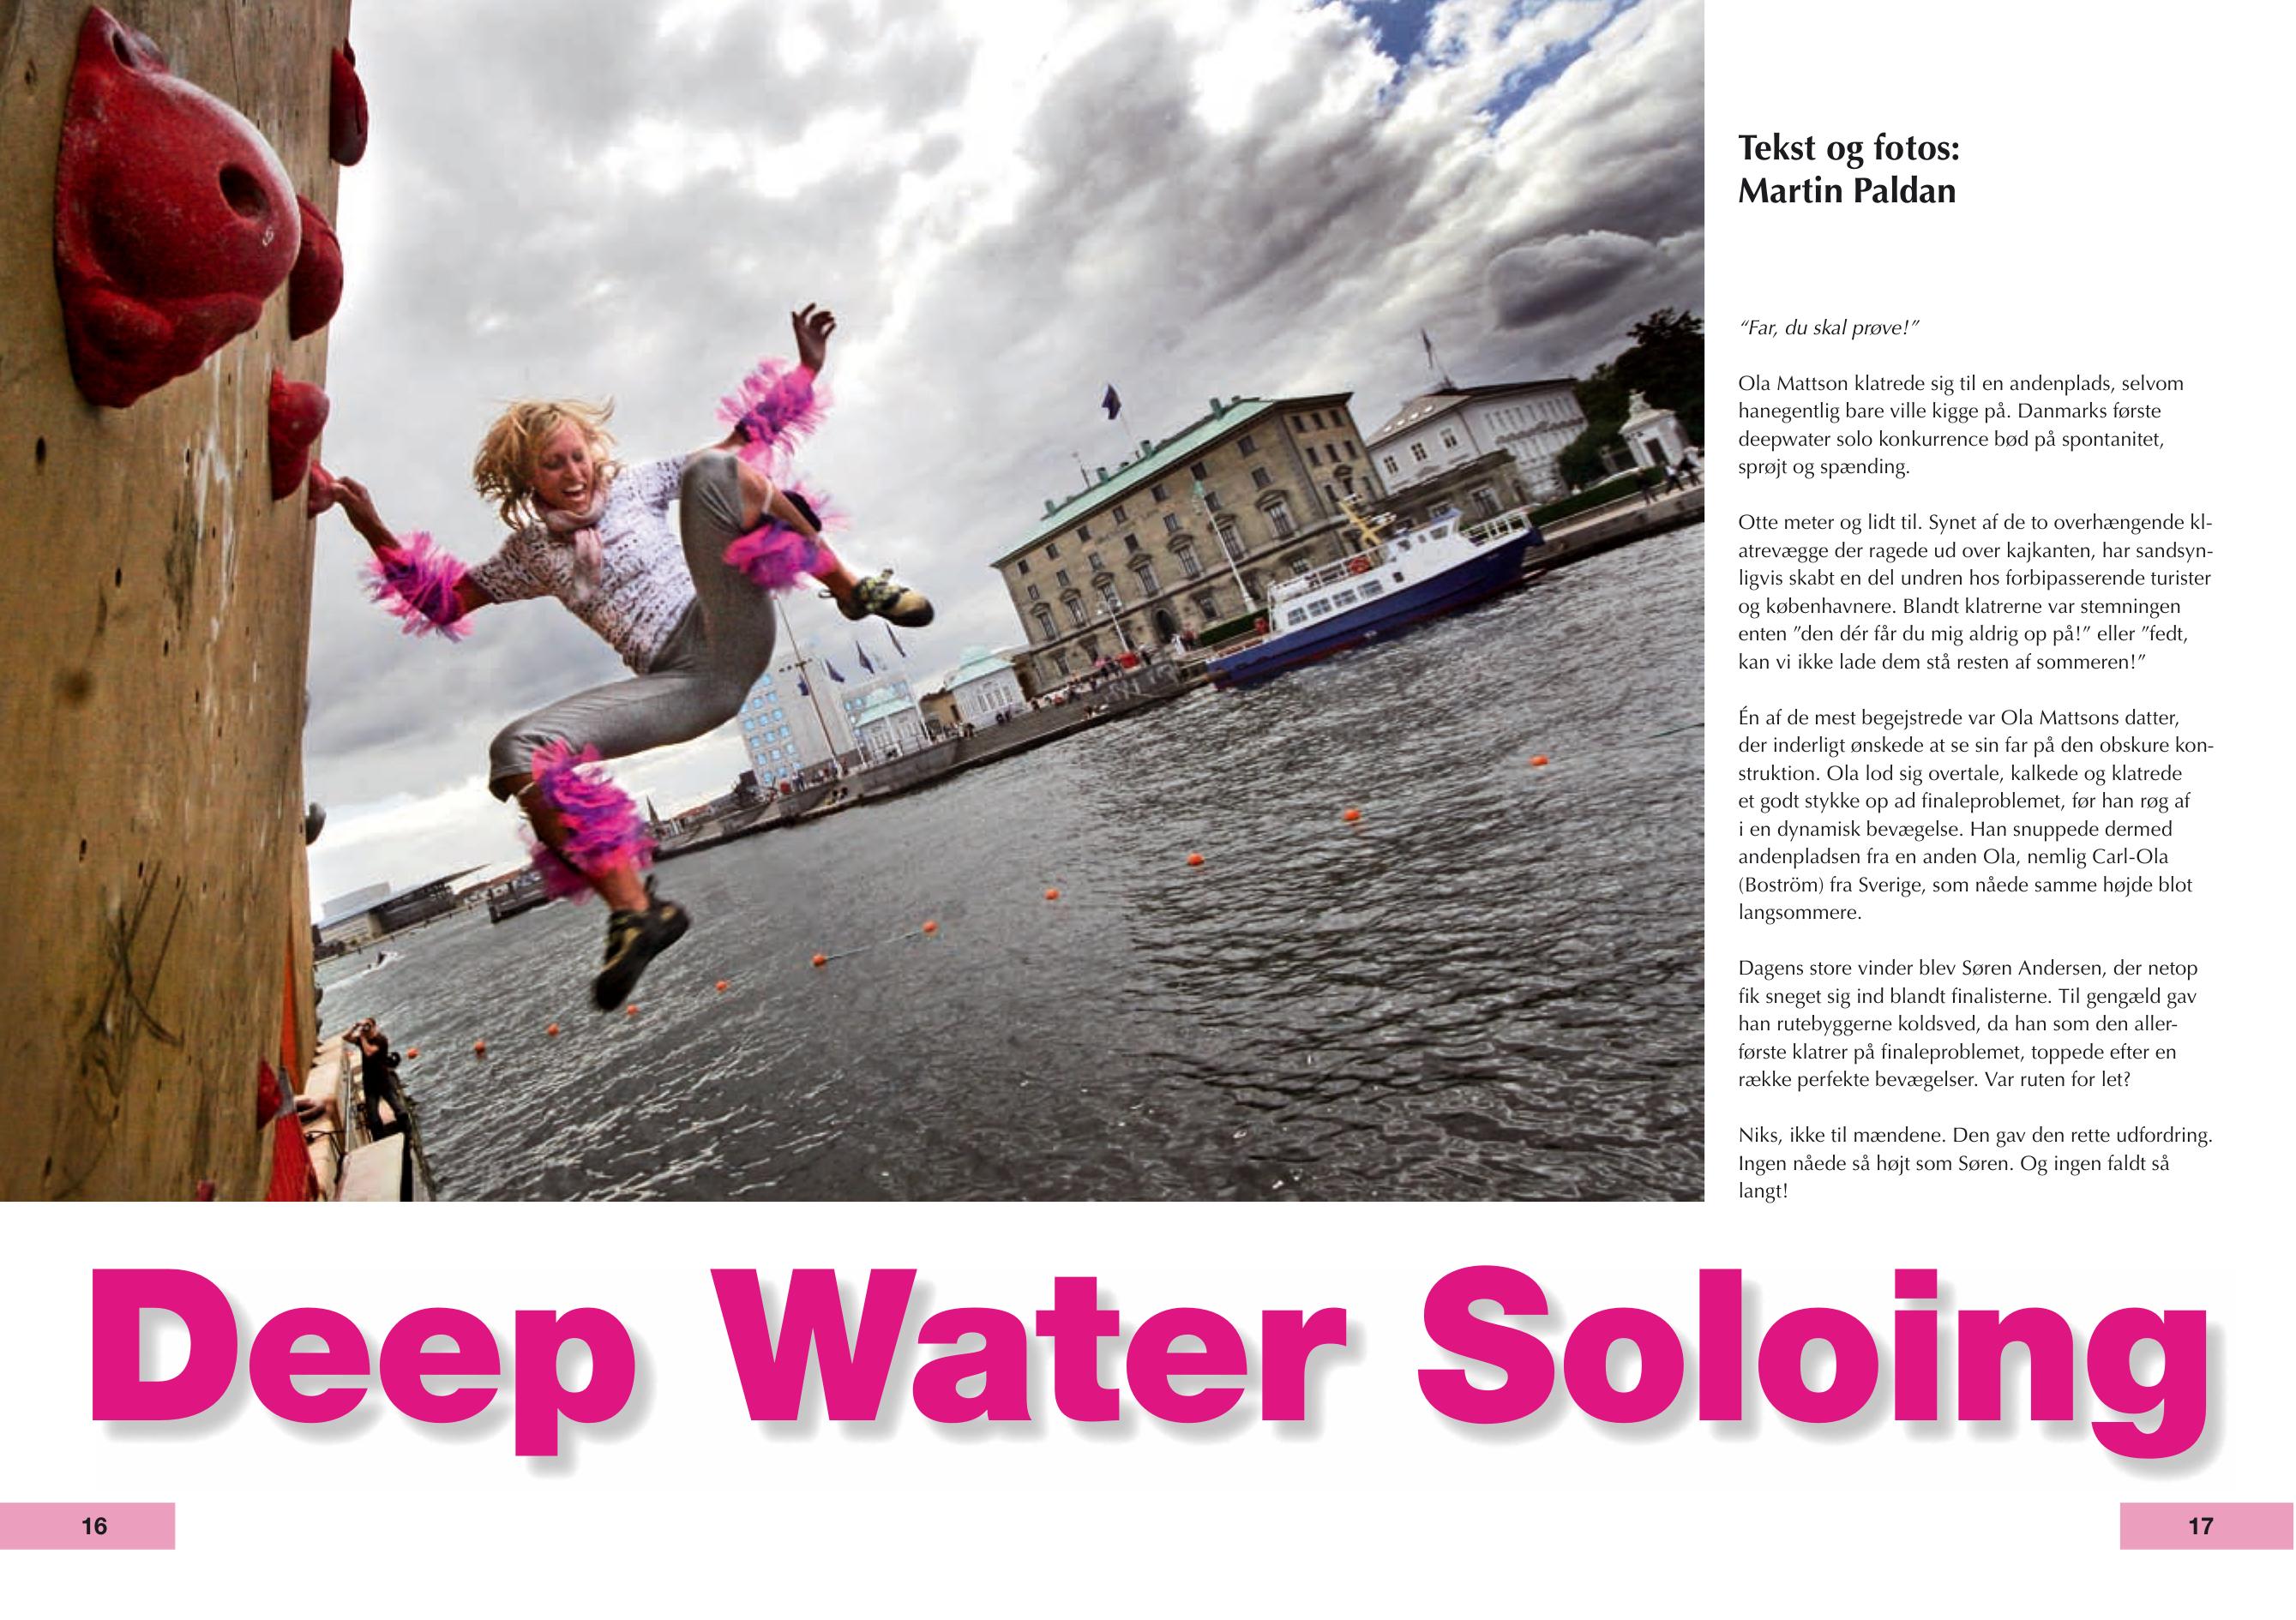 Tekst og fotos:
Martin Paldan
“Far, du skal prøve!”
Ola Mattson klatrede sig til en andenplads, selvom
hanegentlig bare ville kigge på. Danmarks første
deepwater solo konkurrence bød på spontanitet,
sprøjt og spænding.
Otte meter og lidt til. Synet af de to overhængende kl-
atrevægge der ragede ud over kajkanten, har sandsyn-
ligvis skabt en del undren hos forbipasserende turister
og københavnere. Blandt klatrerne var stemningen
enten ”den dér får du mig aldrig op på!” eller ”fedt,
kan vi ikke lade dem stå resten af sommeren!”
Én af de mest begejstrede var Ola Mattsons datter,
der inderligt ønskede at se sin far på den obskure kon-
struktion. Ola lod sig overtale, kalkede og klatrede
et godt stykke op ad finaleproblemet, før han røg af
i en dynamisk bevægelse. Han snuppede dermed
andenpladsen fra en anden Ola, nemlig Carl-Ola
(Boström) fra Sverige, som nåede samme højde blot
langsommere.
Dagens store vinder blev Søren Andersen, der netop
fik sneget sig ind blandt finalisterne. Til gengæld gav
han rutebyggerne koldsved, da han som den aller-
første klatrer på finaleproblemet, toppede efter en
række perfekte bevægelser. Var ruten for let?
Niks, ikke til mændene. Den gav den rette udfordring.
Ingen nåede så højt som Søren. Og ingen faldt så
langt!
Deep Water Soloing
16
17